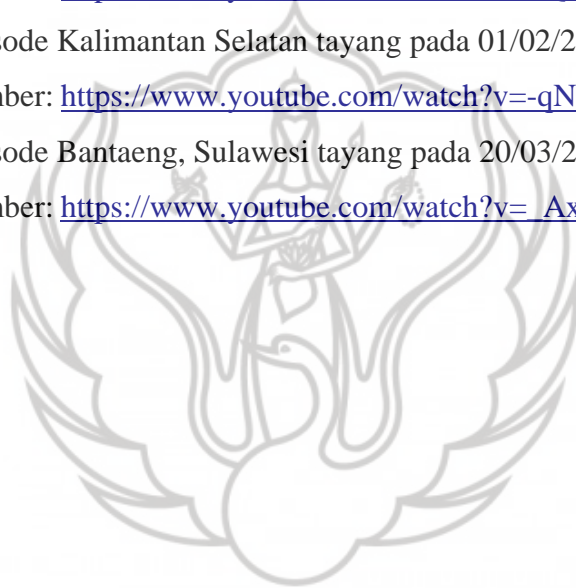 sode Kalimantan Selatan tayang pada 01/02/2
nber: https://www.youtube.com/watch?v=-qN
sode Bantaeng, Sulawesi tayang pada 20/03/2
nber: https://www.youtube.com/watch?v=_Ax